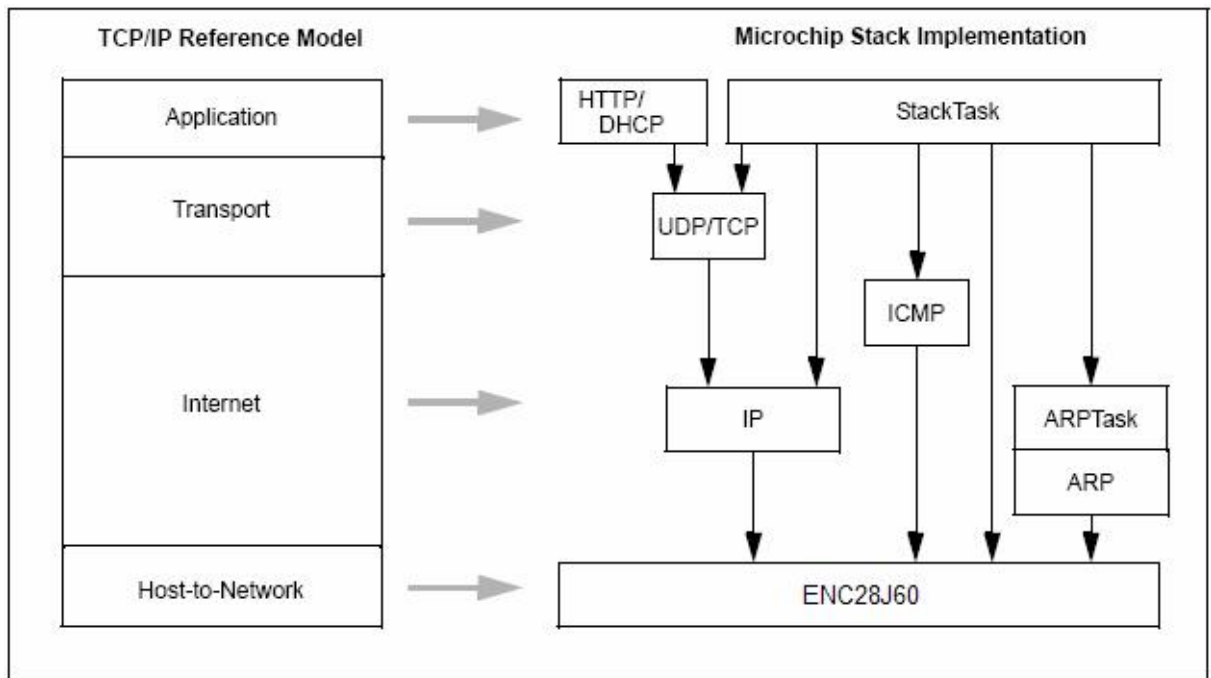 TCP/IP Reference Model
Microchip Stack Implementation
Application
HTTP/
DHCP
StackTask
Transport
UDP/TCP
ICMP
Internet
IP
ARPTask
ARP
Host-to-Network
ENC28J60